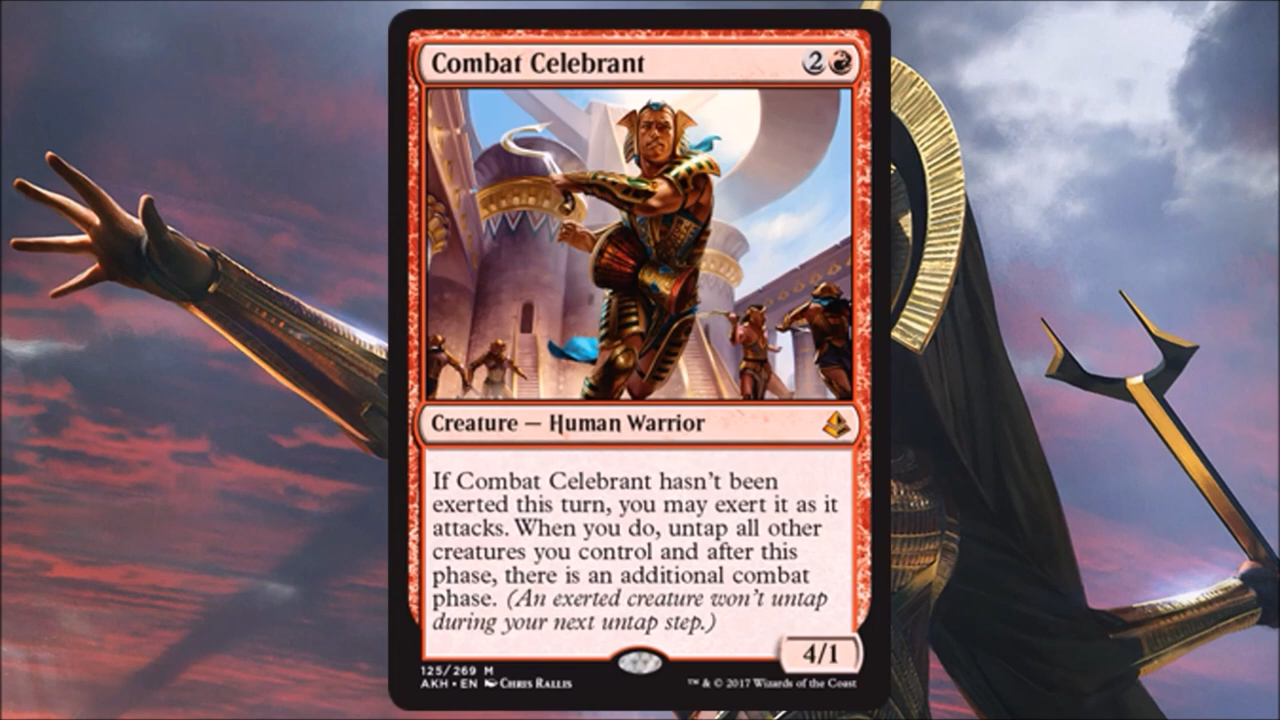 Combat Celebrant 2
Creature — Human Warrior
If Combat Celebrant hasn't been
exerted this turn, you may exert it as it
attacks. When you do, untap all other
creatures you control and after this
phase, there is an additional combat
phase. (An exerted creature won't untap
during your next untap step.)
4/1
125/269 M
AKH • EN Chris Rallis ™ & © 2017 Wizards of the Coast